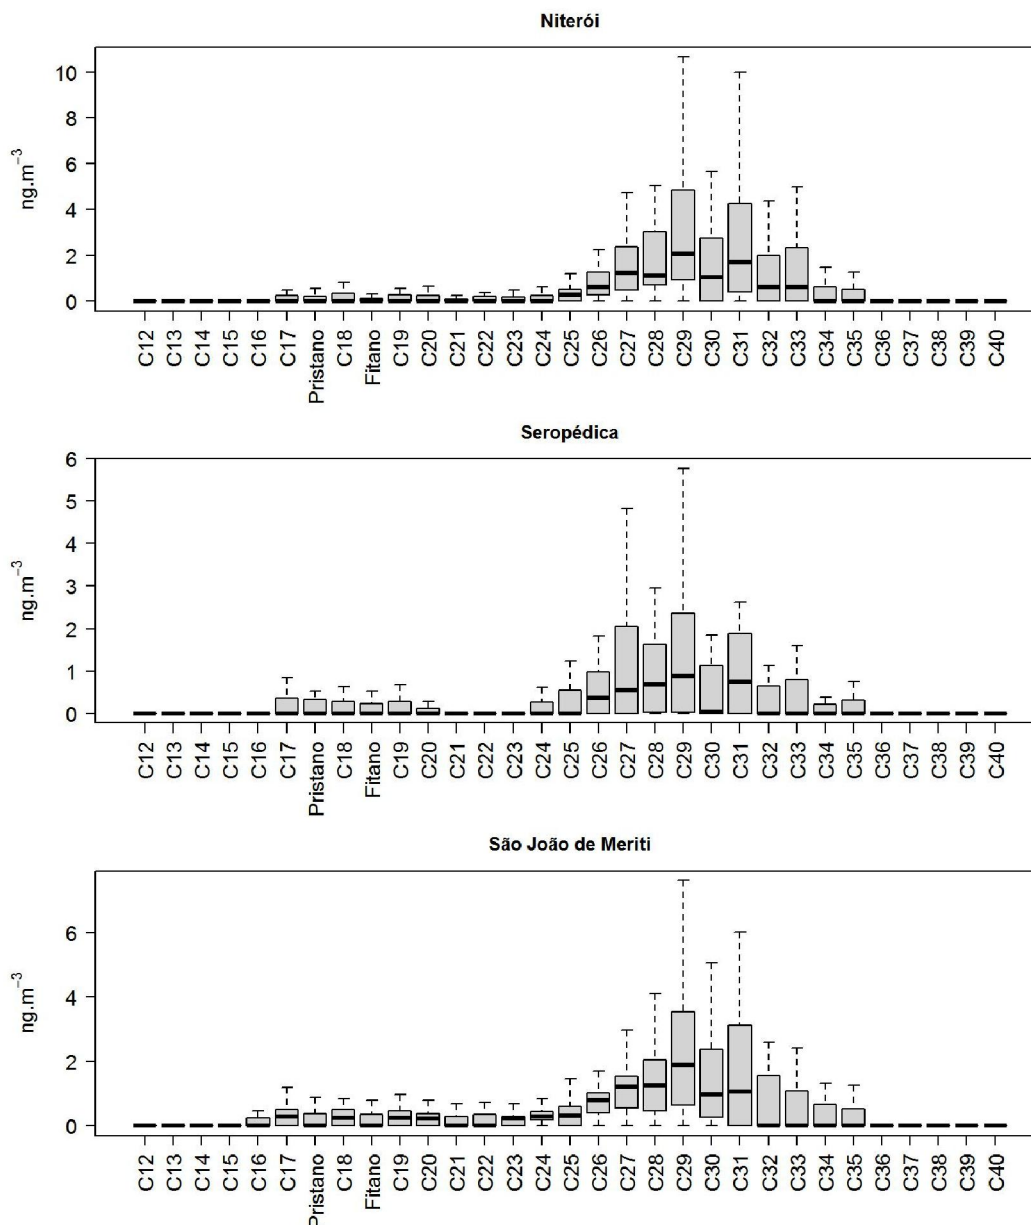 Niterói
10
8
6
4
2
0
ng.m⁻³
C12 C13 C14 C15 C16 C17 Pristano C18 Fitano C19 C20 C21 C22 C23 C24 C25 C26 C27 C28 C29 C30 C31 C32 C33 C34 C35 C36 C37 C38 C39 C40
Seropédica
6
5
4
3
2
1
0
ng.m⁻³
C12 C13 C14 C15 C16 C17 Pristano C18 Fitano C19 C20 C21 C22 C23 C24 C25 C26 C27 C28 C29 C30 C31 C32 C33 C34 C35 C36 C37 C38 C39 C40
São João de Meriti
6
4
2
0
ng.m⁻³
C12 C13 C14 C15 C16 C17 Pristano C18 Fitano C19 C20 C21 C22 C23 C24 C25 C26 C27 C28 C29 C30 C31 C32 C33 C34 C35 C36 C37 C38 C39 C40